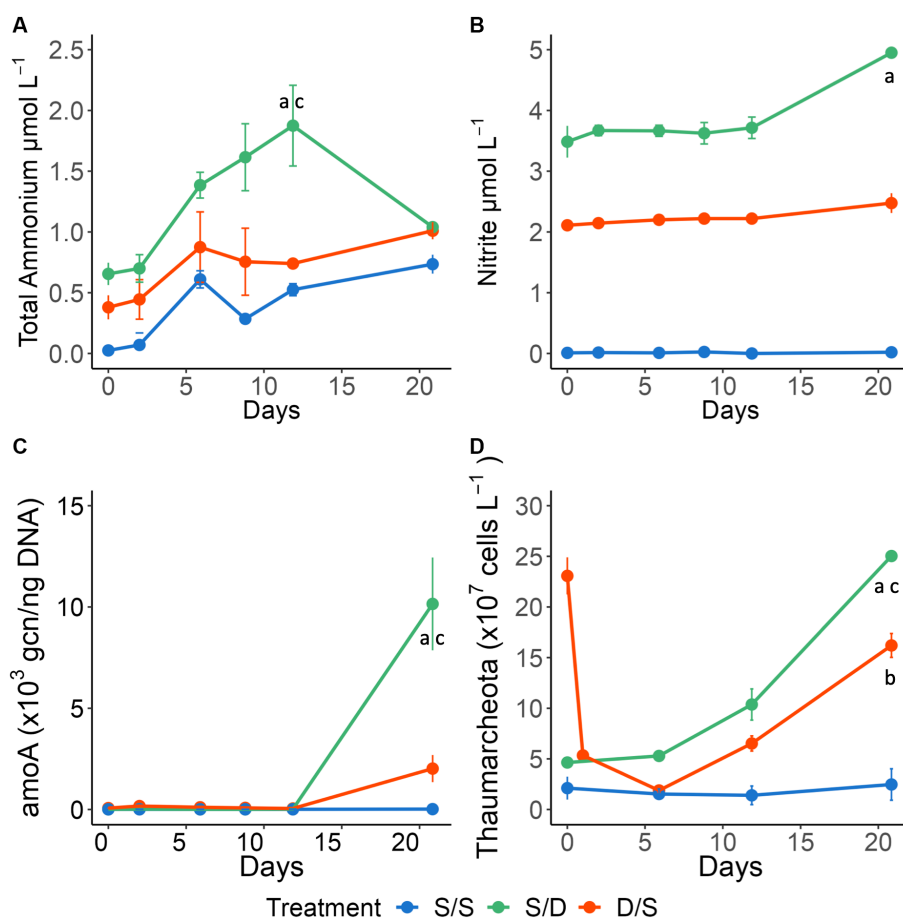 A
Total Ammonium µmol L⁻¹
2.5
2.0
1.5
1.0
0.5
0.0
a c
0 5 10 15 20
Days
B
Nitrite µmol L⁻¹
5
4
3
2
1
0
a
0 5 10 15 20
Days
C
amoA (x10³ gcn/ng DNA)
15
10
5
0
a c
0 5 10 15 20
Days
D
Thaumarcheota (x10⁷ cells L⁻¹ )
30
25
20
15
10
5
0
a c
b
0 5 10 15 20
Days
Treatment S/S S/D D/S